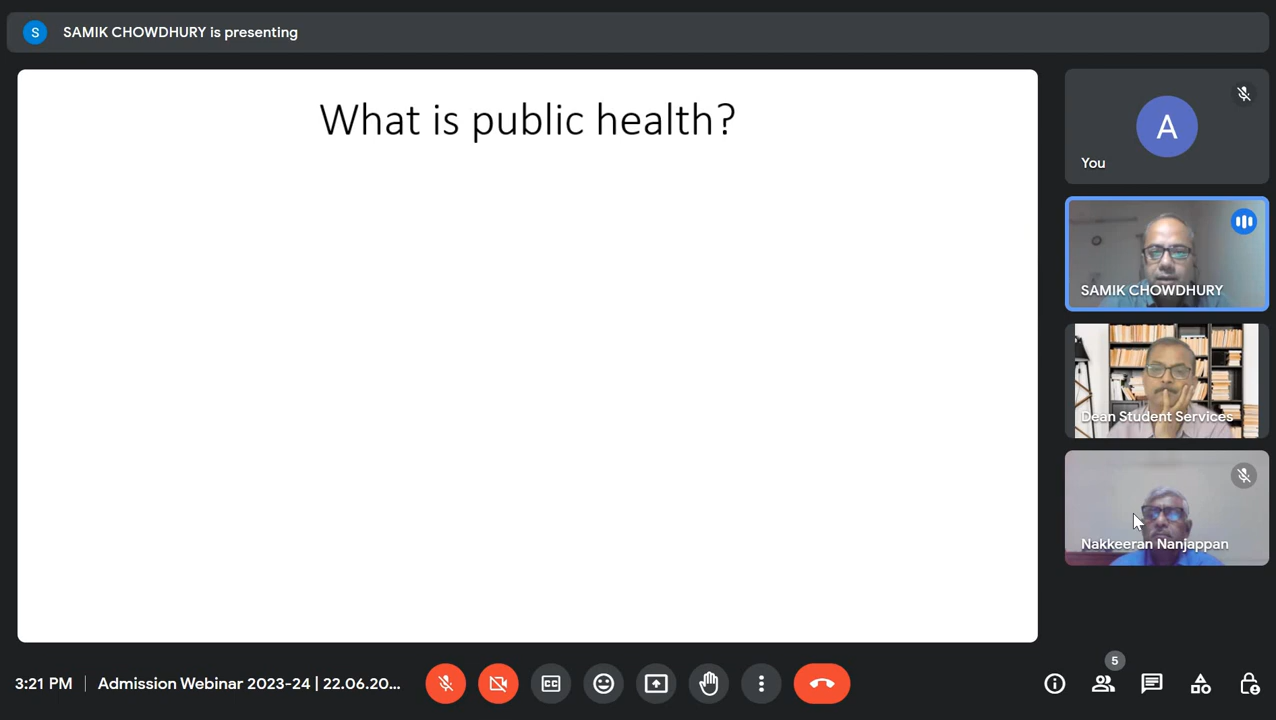 S SAMIK CHOWDHURY is presenting
What is public health?
A
You
SAMIK CHOWDHURY
Dean Student Services
Nakkeeran Nanjappan
3:21 PM | Admission Webinar 2023-24 | 22.06.20...
CC
5